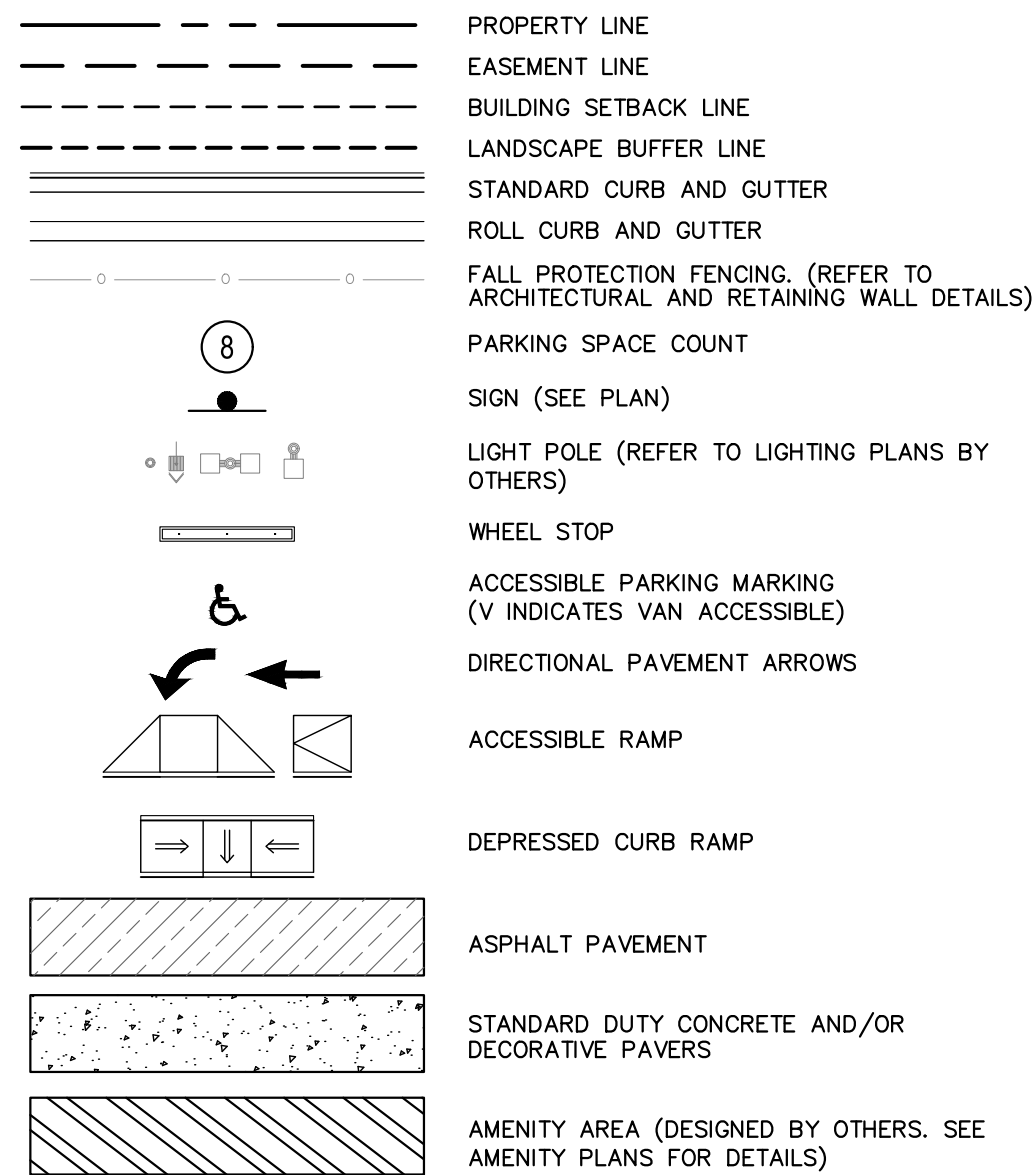 PROPERTY LINE
EASEMENT LINE
BUILDING SETBACK LINE
LANDSCAPE BUFFER LINE
STANDARD CURB AND GUTTER
ROLL CURB AND GUTTER
FALL PROTECTION FENCING. (REFER TO
ARCHITECTURAL AND RETAINING WALL DETAILS)
8 PARKING SPACE COUNT
SIGN (SEE PLAN)
LIGHT POLE (REFER TO LIGHTING PLANS BY
OTHERS)
WHEEL STOP
ACCESSIBLE PARKING MARKING
(V INDICATES VAN ACCESSIBLE)
DIRECTIONAL PAVEMENT ARROWS
ACCESSIBLE RAMP
DEPRESSED CURB RAMP
ASPHALT PAVEMENT
STANDARD DUTY CONCRETE AND/OR
DECORATIVE PAVERS
AMENITY AREA (DESIGNED BY OTHERS. SEE
AMENITY PLANS FOR DETAILS)